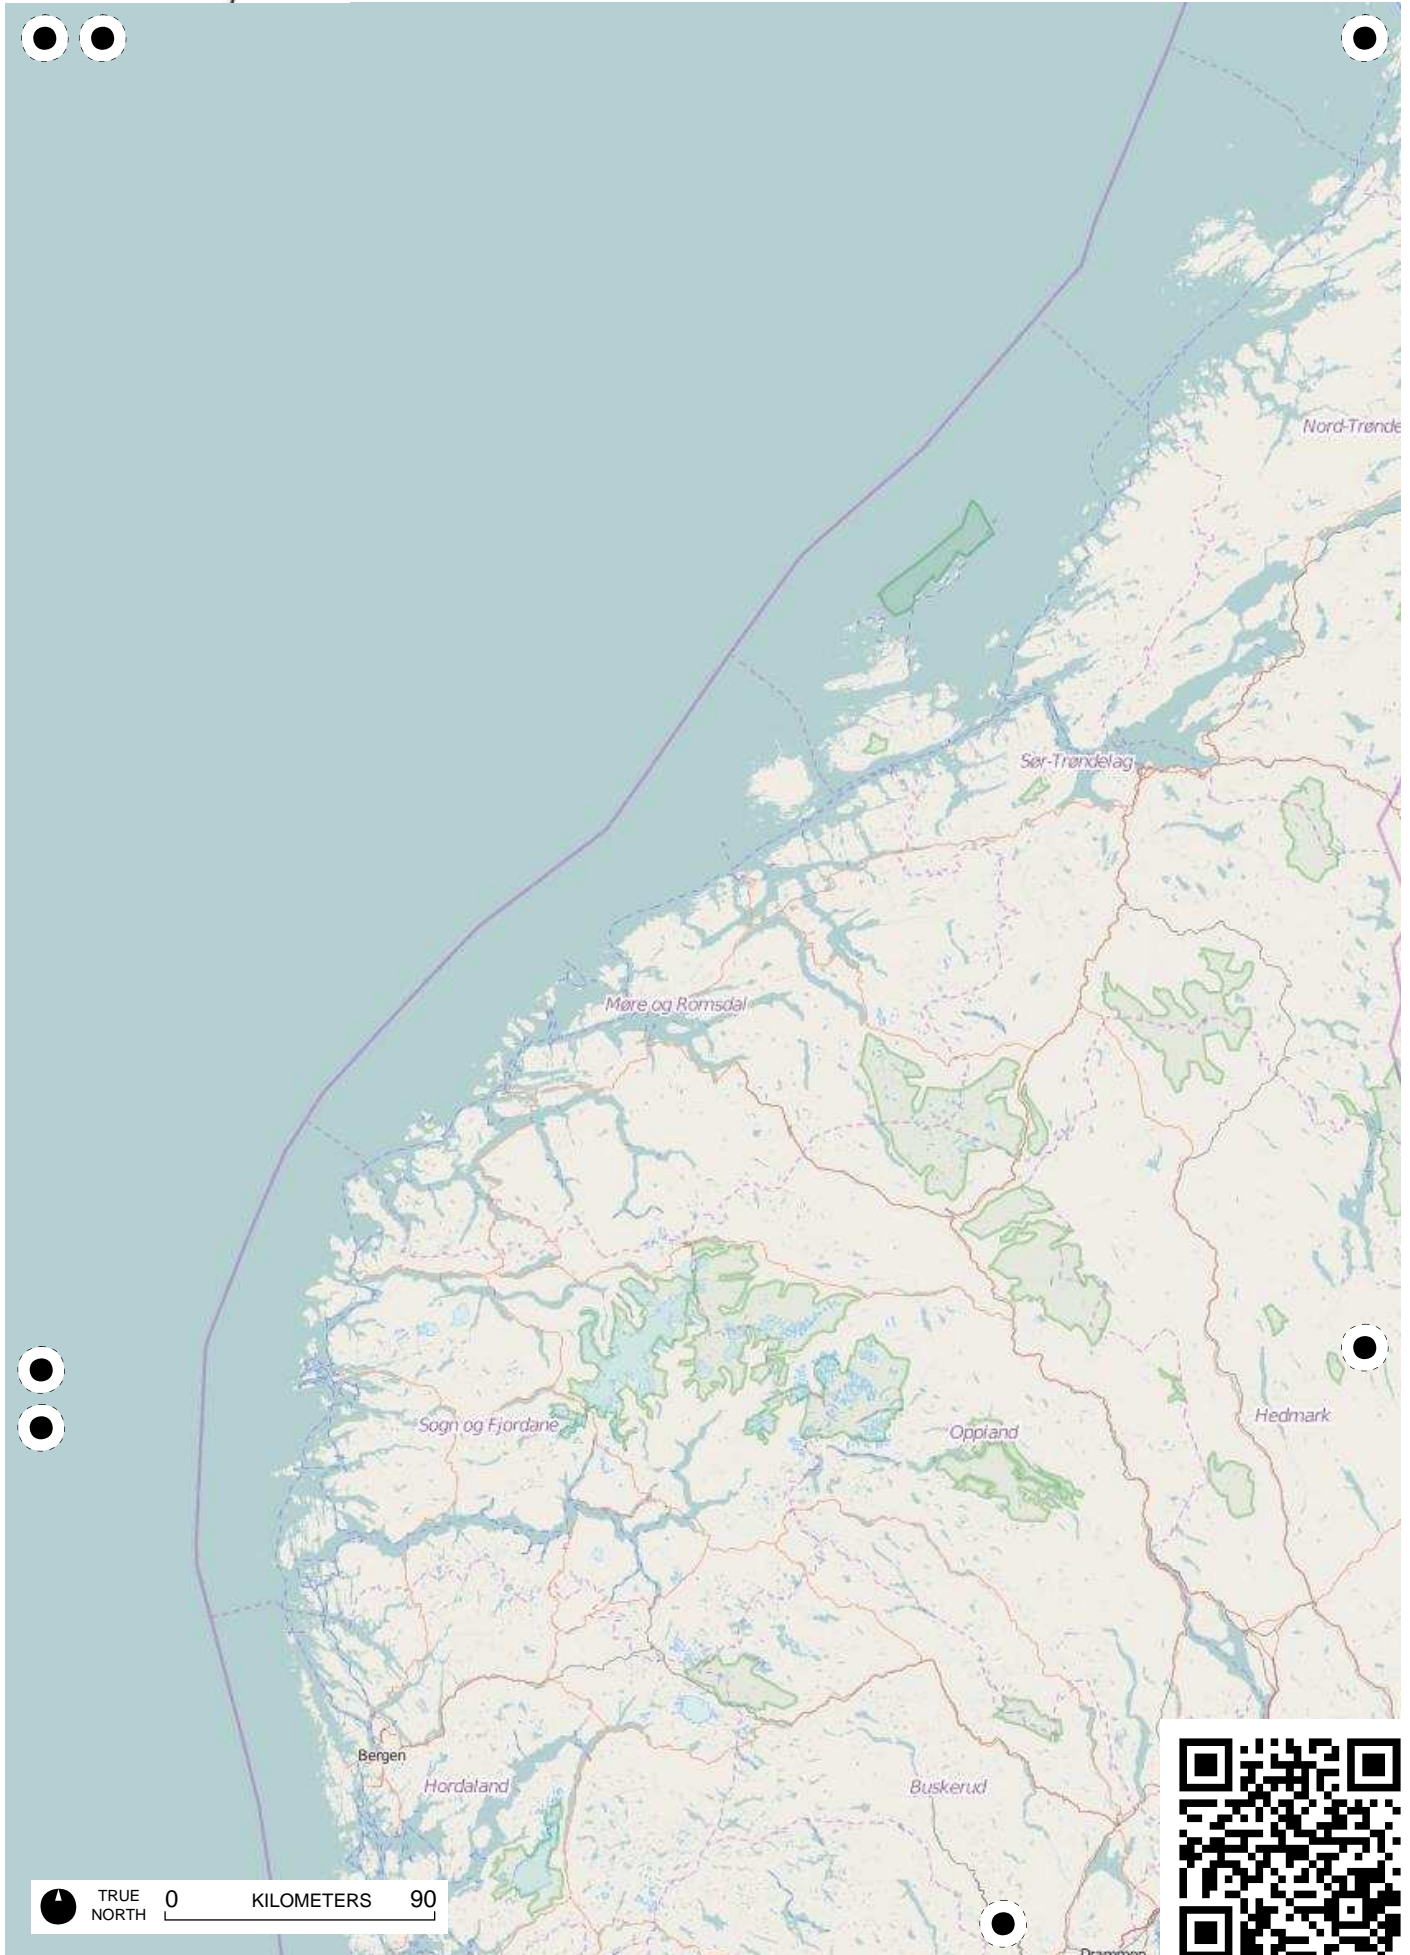 Nord-Trønde
Sør-Trøndelag
Møre og Romsdal
Sogn og Fjordane
Oppland
Hedmark
Bergen
Hordaland
Buskerud
TRUE NORTH
0 KILOMETERS 90
Drammen